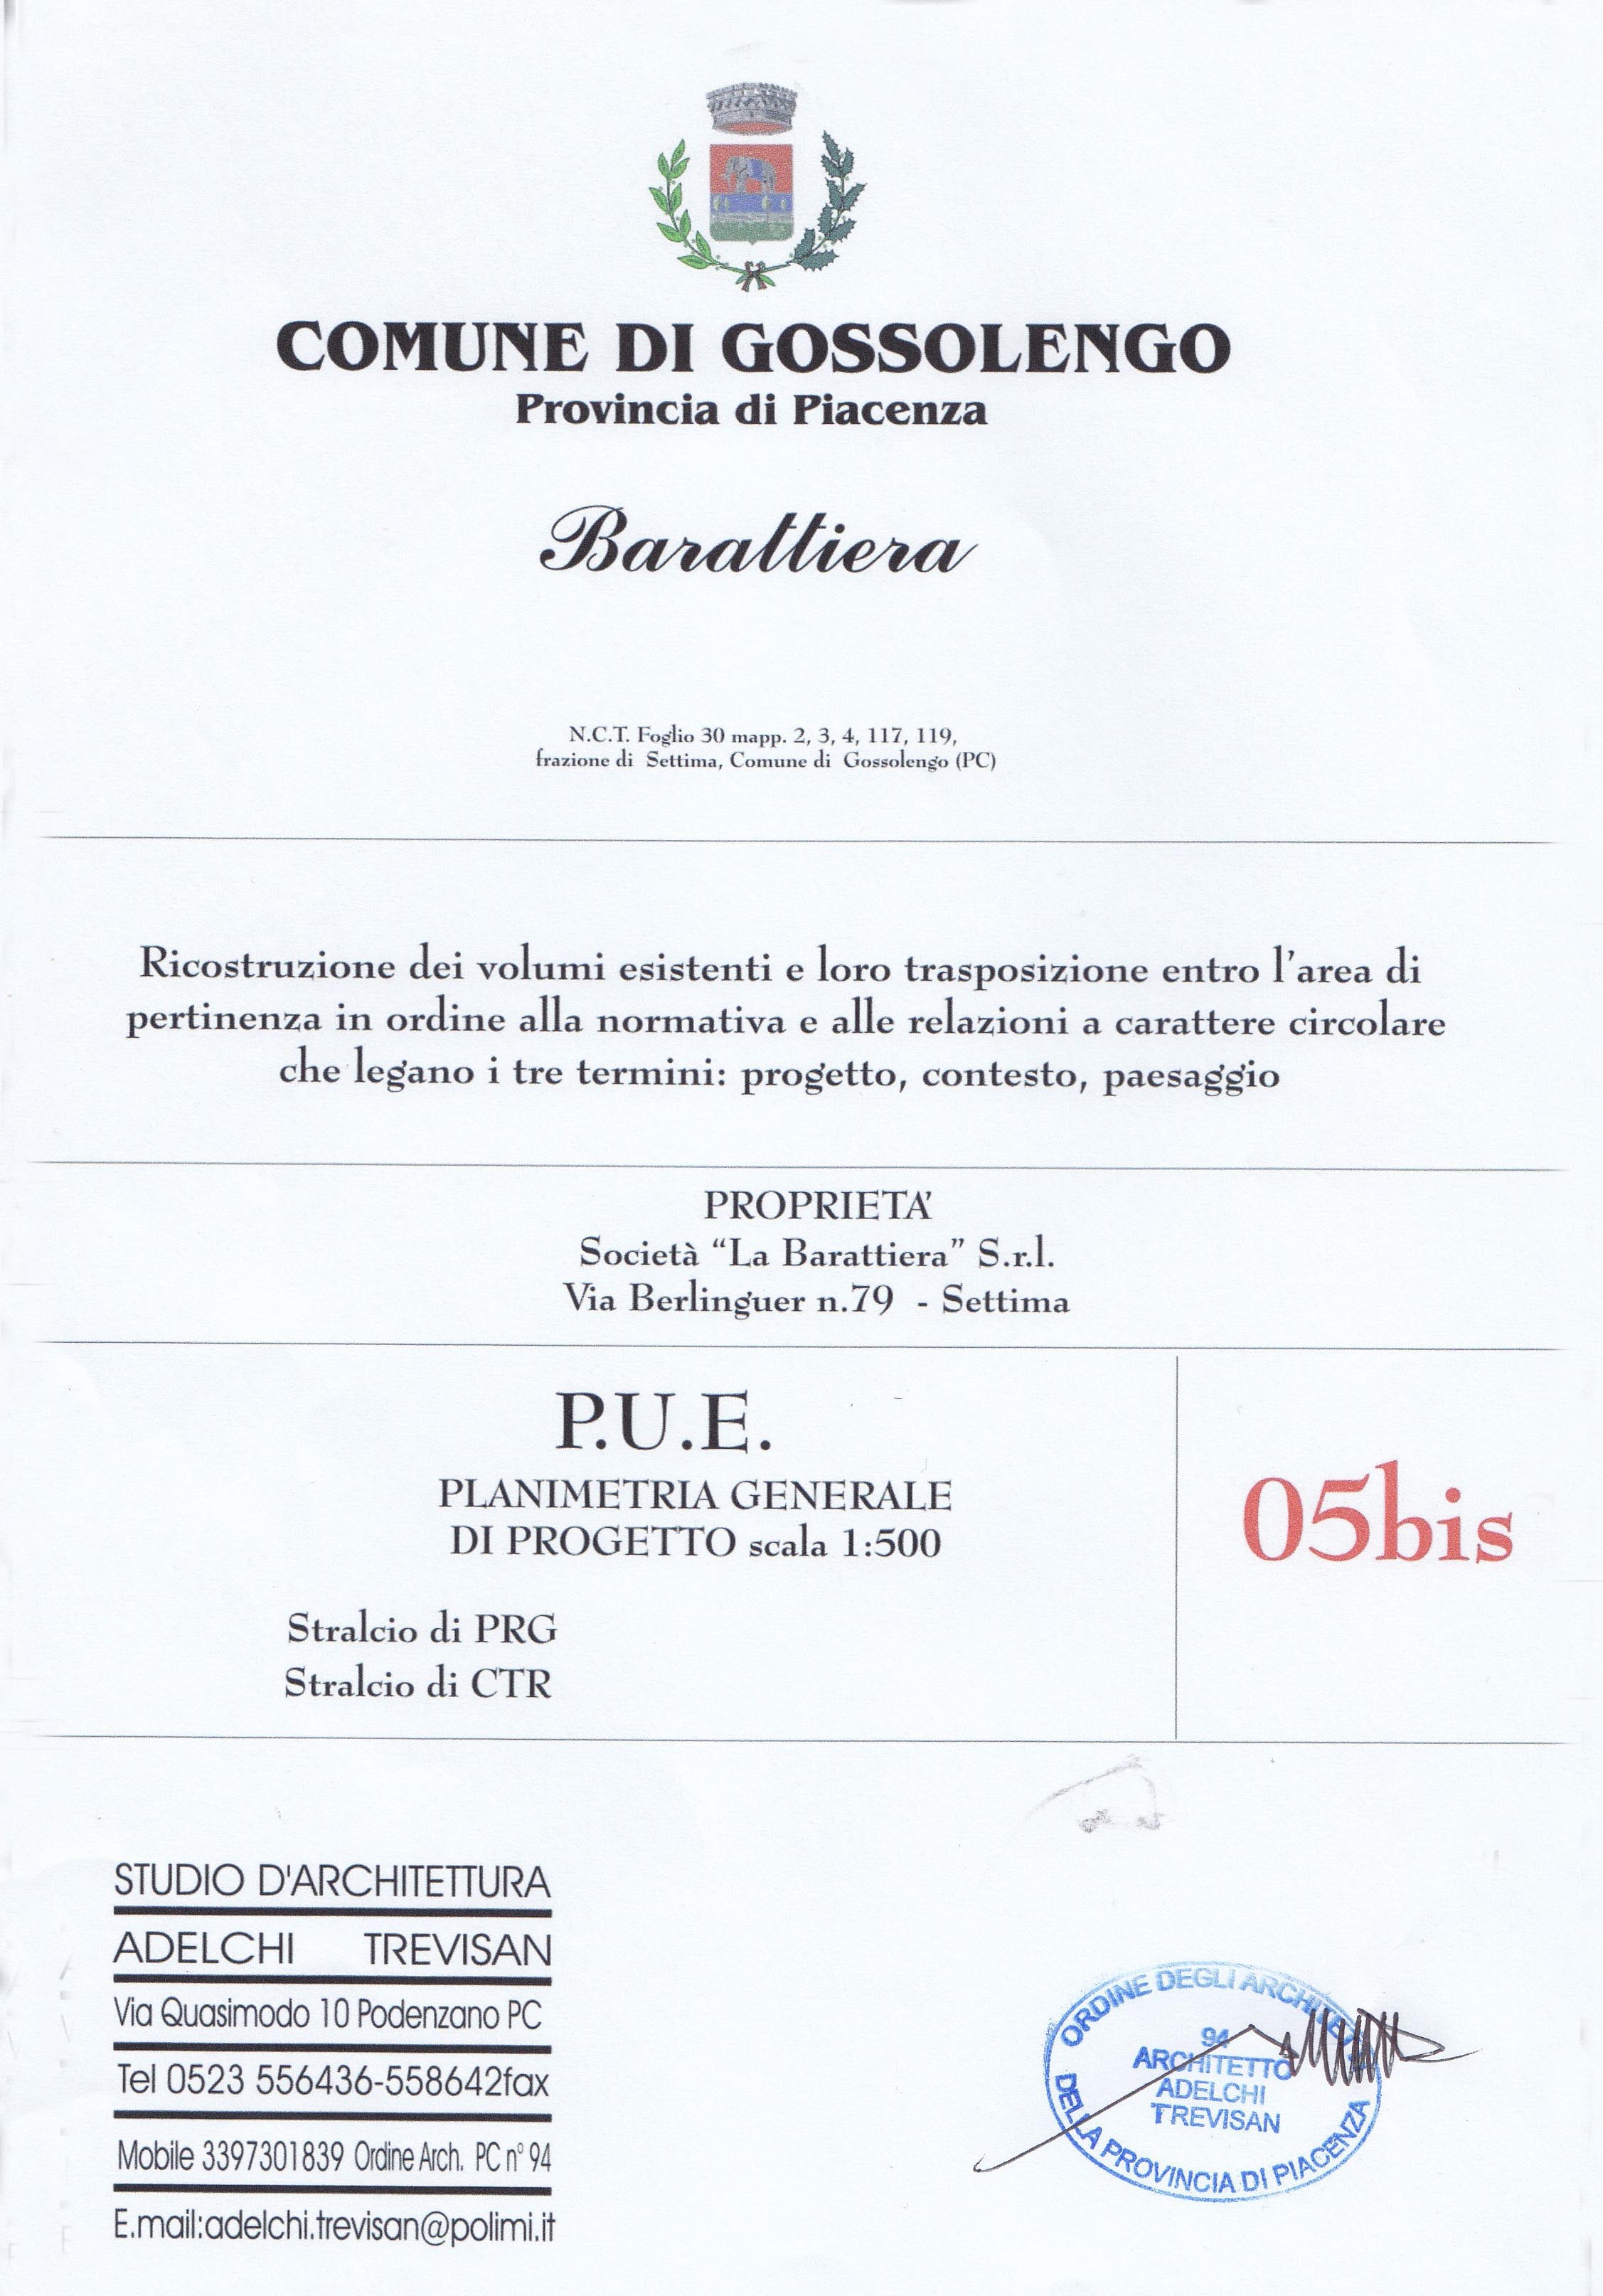 COMUNE DI GOSSOLENGO
Provincia di Piacenza
Barattiera
N.C.T. Foglio 30 mapp. 2, 3, 4, 117, 119,
frazione di Settima, Comune di Gossolengo (PC)
Ricostruzione dei volumi esistenti e loro trasposizione entro l'area di
pertinenza in ordine alla normativa e alle relazioni a carattere circolare
che legano i tre termini: progetto, contesto, paesaggio
PROPRIETA'
Società "La Barattiera" S.r.l.
Via Berlinguer n.79 - Settima
P.U.E.
PLANIMETRIA GENERALE
DI PROGETTO scala 1:500
05bis
Stralcio di PRG
Stralcio di CTR
STUDIO D'ARCHITETTURA
ADELCHI TREVISAN
Via Quasimodo 10 Podenzano PC
Tel 0523 556436-558642fax
Mobile 3397301839 Ordine Arch. PC n° 94
E.mail:adelchi.trevisan@polimi.it
ORDINE DEGLI ARCHITETTI
94
ARCHITETTO
ADELCHI
TREVISAN
DELLA PROVINCIA DI PIACENZA